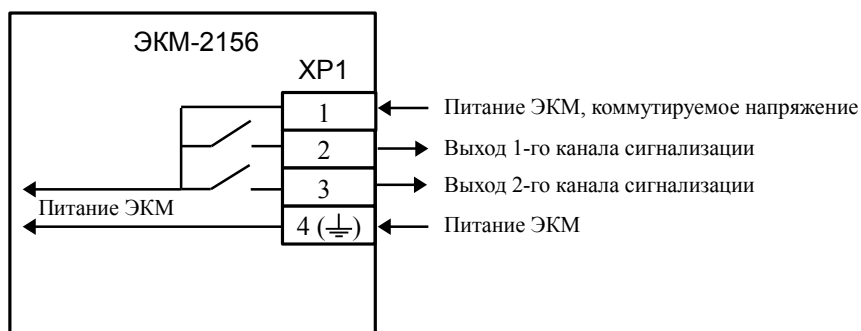 ЭКМ-2156
XP1
1 Питание ЭКМ, коммутируемое напряжение
2 Выход 1-го канала сигнализации
3 Выход 2-го канала сигнализации
Питание ЭКМ
4 (⏚) Питание ЭКМ